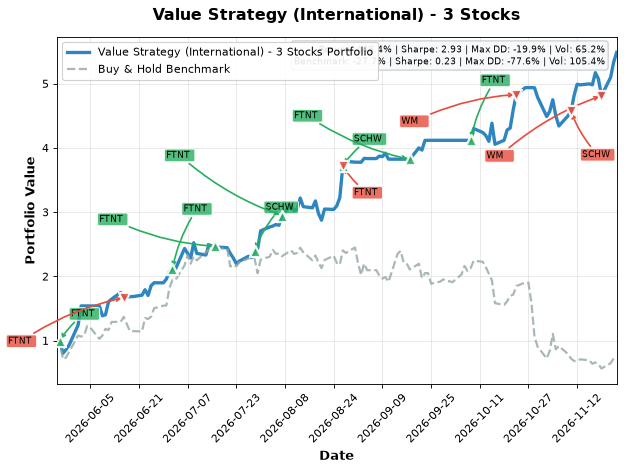 Value Strategy (International) - 3 Stocks
Value Strategy (International) - 3 Stocks Portfolio
Buy & Hold Benchmark
4% | Sharpe: 2.93 | Max DD: -19.9% | Vol: 65.2%
Sharpe: 0.23 | Max DD: -77.6% | Vol: 105.4%
FTNT
WM
FTNT
SCHW
FTNT
WM
SCHW
FTNT
FTNT
SCHW
FTNT
FTNT
FTNT
Portfolio Value
5
4
3
2
1
2026-06-05
2026-06-21
2026-07-07
2026-07-23
2026-08-08
2026-08-24
2026-09-09
2026-09-25
2026-10-11
2026-10-27
2026-11-12
Date